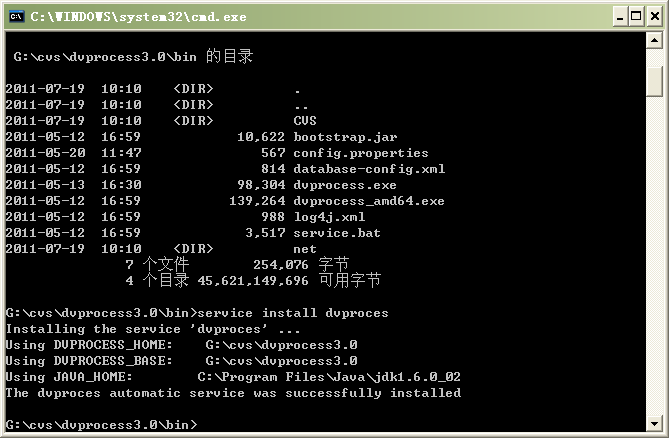 C:\WINDOWS\system32\cmd.exe
G:\cvs\dvprocess3.0\bin 的目录
2011-07-19  10:10    <DIR>          .
2011-07-19  10:10    <DIR>          ..
2011-07-19  10:10    <DIR>          CVS
2011-05-12  16:59            10,622 bootstrap.jar
2011-05-20  11:47               567 config.properties
2011-05-12  16:59               814 database-config.xml
2011-05-13  16:30            98,304 dvprocess.exe
2011-05-12  16:59           139,264 dvprocess_amd64.exe
2011-05-12  16:59               988 log4j.xml
2011-05-12  16:59             3,517 service.bat
2011-07-19  10:10    <DIR>          net
7 个文件        254,076 字节
4 个目录 45,621,149,696 可用字节
G:\cvs\dvprocess3.0\bin>service install dvproces
Installing the service 'dvproces' ...
Using DVPROCESS_HOME:    G:\cvs\dvprocess3.0
Using DVPROCESS_BASE:    G:\cvs\dvprocess3.0
Using JAVA_HOME:        C:\Program Files\Java\jdk1.6.0_02
The dvproces automatic service was successfully installed
G:\cvs\dvprocess3.0\bin>